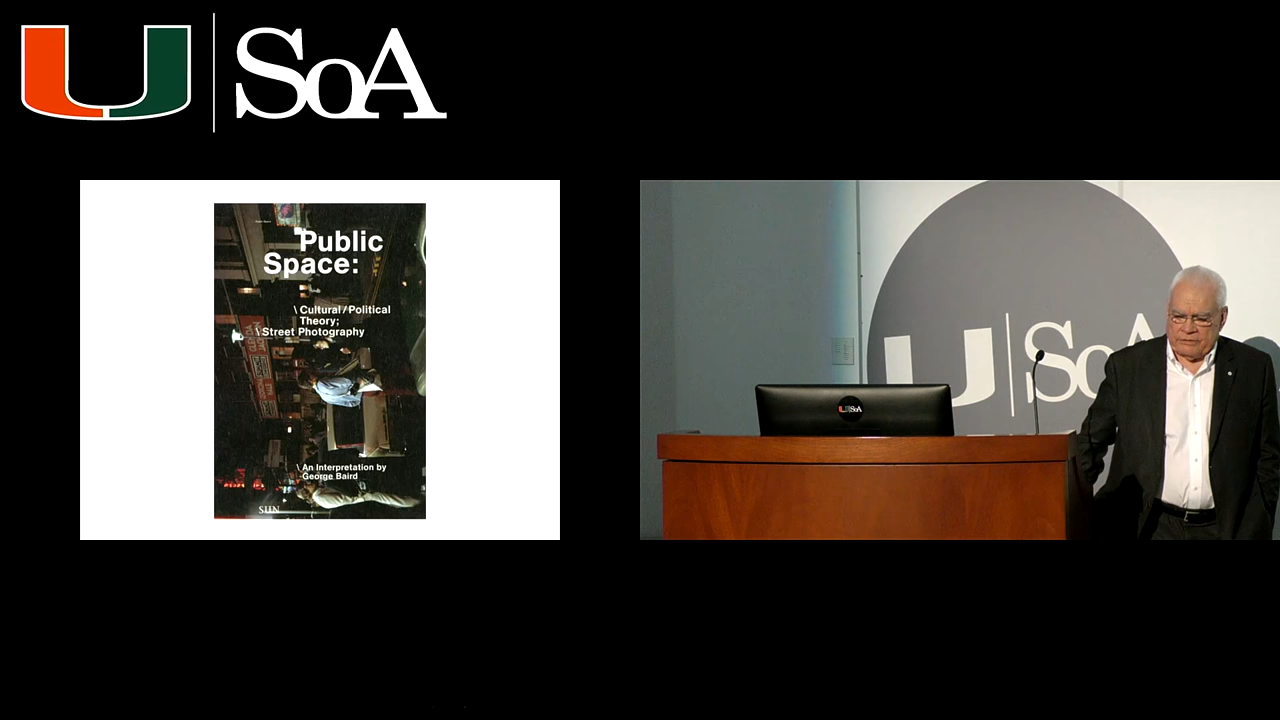 U SoA
Public
Space:
\ Cultural/Political
Theory;
\ Street Photography
\ An Interpretation by
George Baird
SUN
U SoA
U SoA